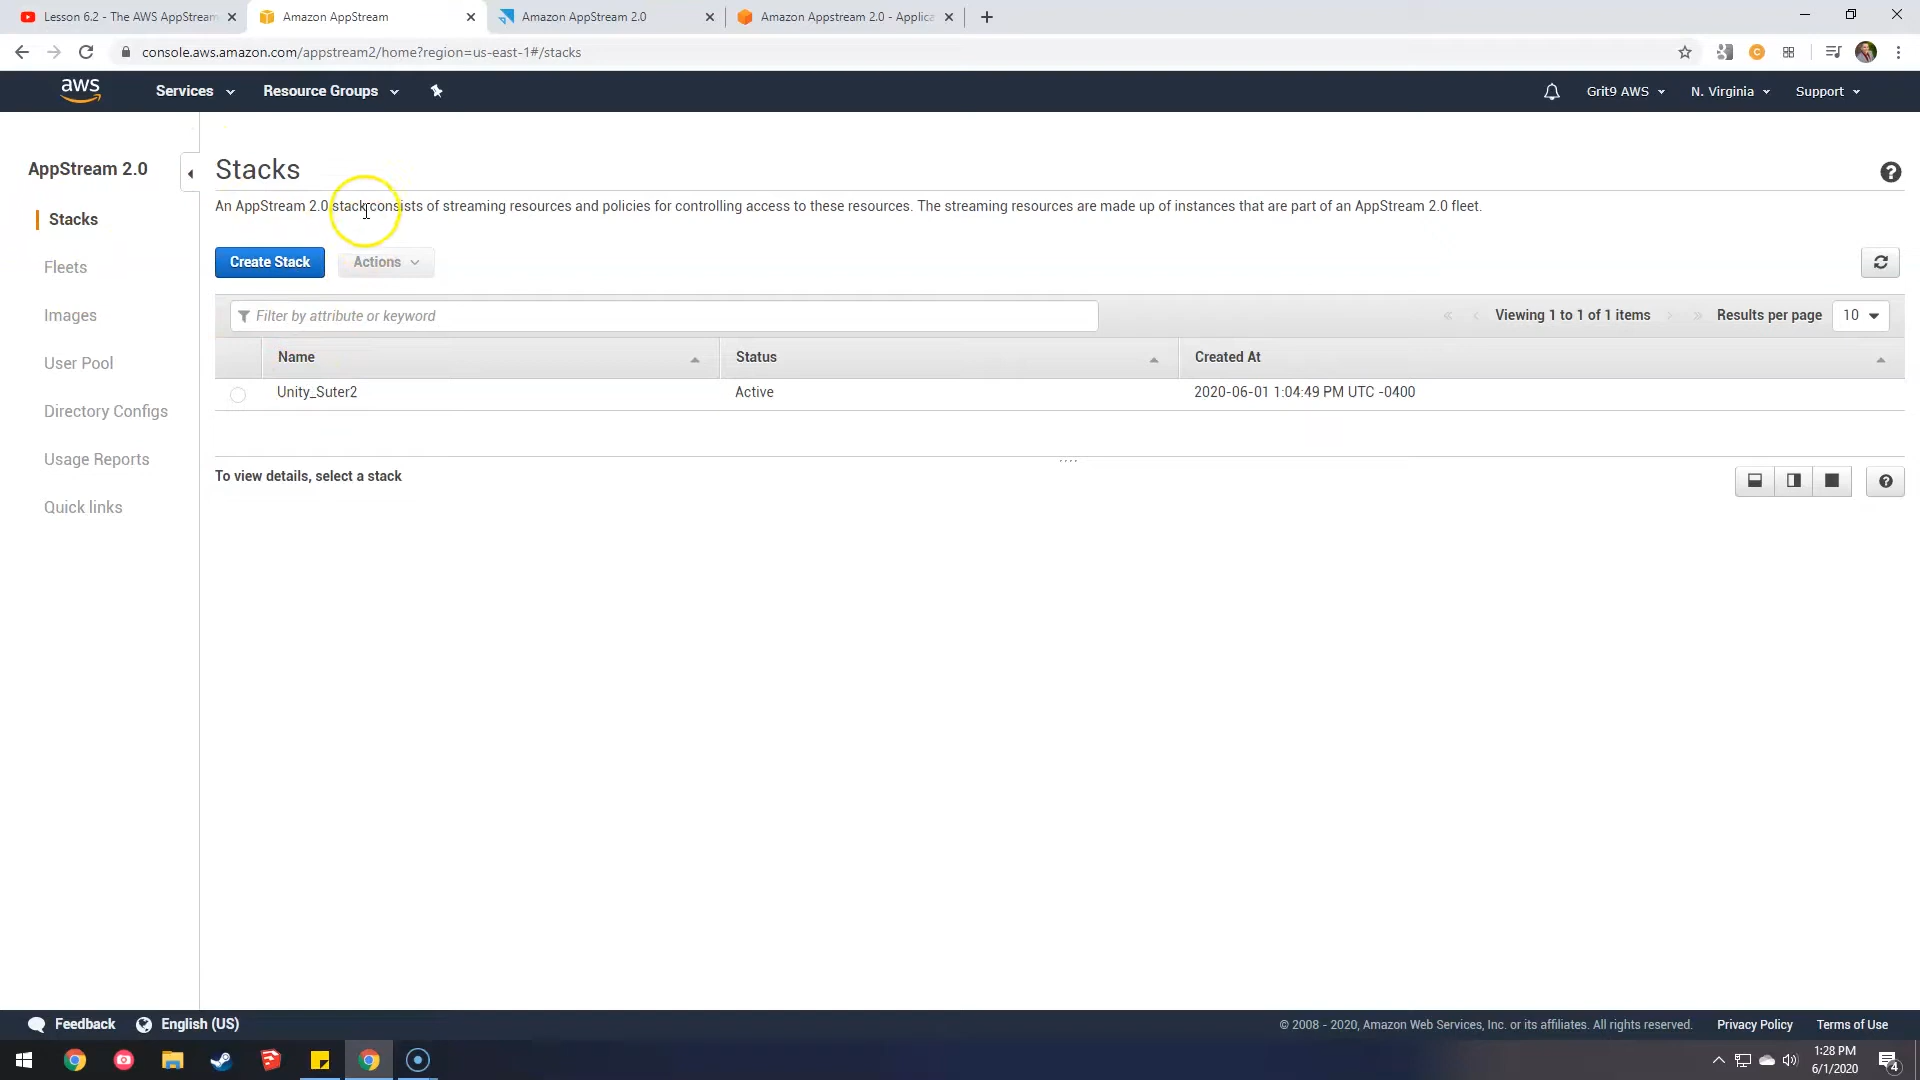 Lesson 6.2 - The AWS AppStream
Amazon AppStream
Amazon AppStream 2.0
Amazon Appstream 2.0 - Applica
console.aws.amazon.com/appstream2/home?region=us-east-1#/stacks
aws
Services
Resource Groups
Grit9 AWS
N. Virginia
Support
AppStream 2.0
Stacks
Fleets
Images
User Pool
Directory Configs
Usage Reports
Quick links
Stacks
An AppStream 2.0 stack consists of streaming resources and policies for controlling access to these resources. The streaming resources are made up of instances that are part of an AppStream 2.0 fleet.
Create Stack
Actions
Filter by attribute or keyword
Viewing 1 to 1 of 1 items
Results per page
10
Name
Status
Created At
Unity_Suter2
Active
2020-06-01 1:04:49 PM UTC -0400
To view details, select a stack
Feedback
English (US)
© 2008 - 2020, Amazon Web Services, Inc. or its affiliates. All rights reserved.
Privacy Policy
Terms of Use
1:28 PM
6/1/2020
4